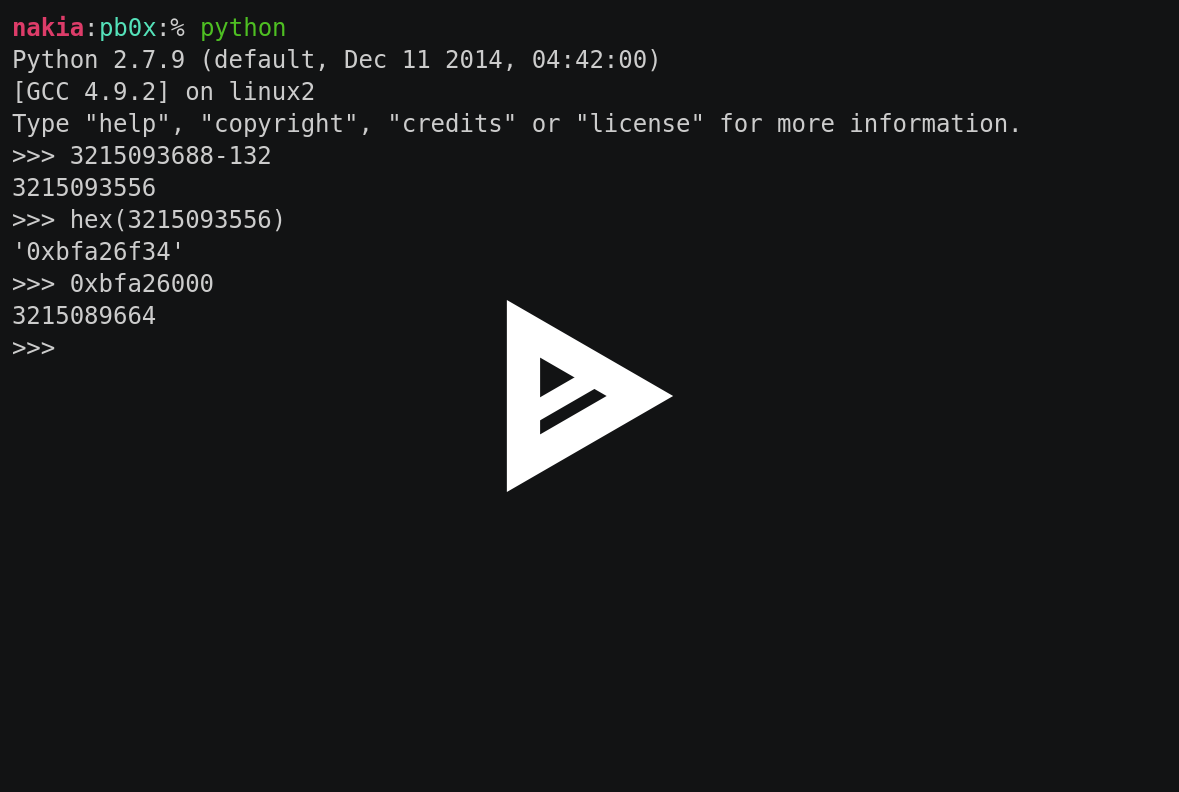 nakia:pb0x:% python
Python 2.7.9 (default, Dec 11 2014, 04:42:00)
[GCC 4.9.2] on linux2
Type "help", "copyright", "credits" or "license" for more information.
>>> 3215093688-132
3215093556
>>> hex(3215093556)
'0xbfa26f34'
>>> 0xbfa26000
3215089664
>>>